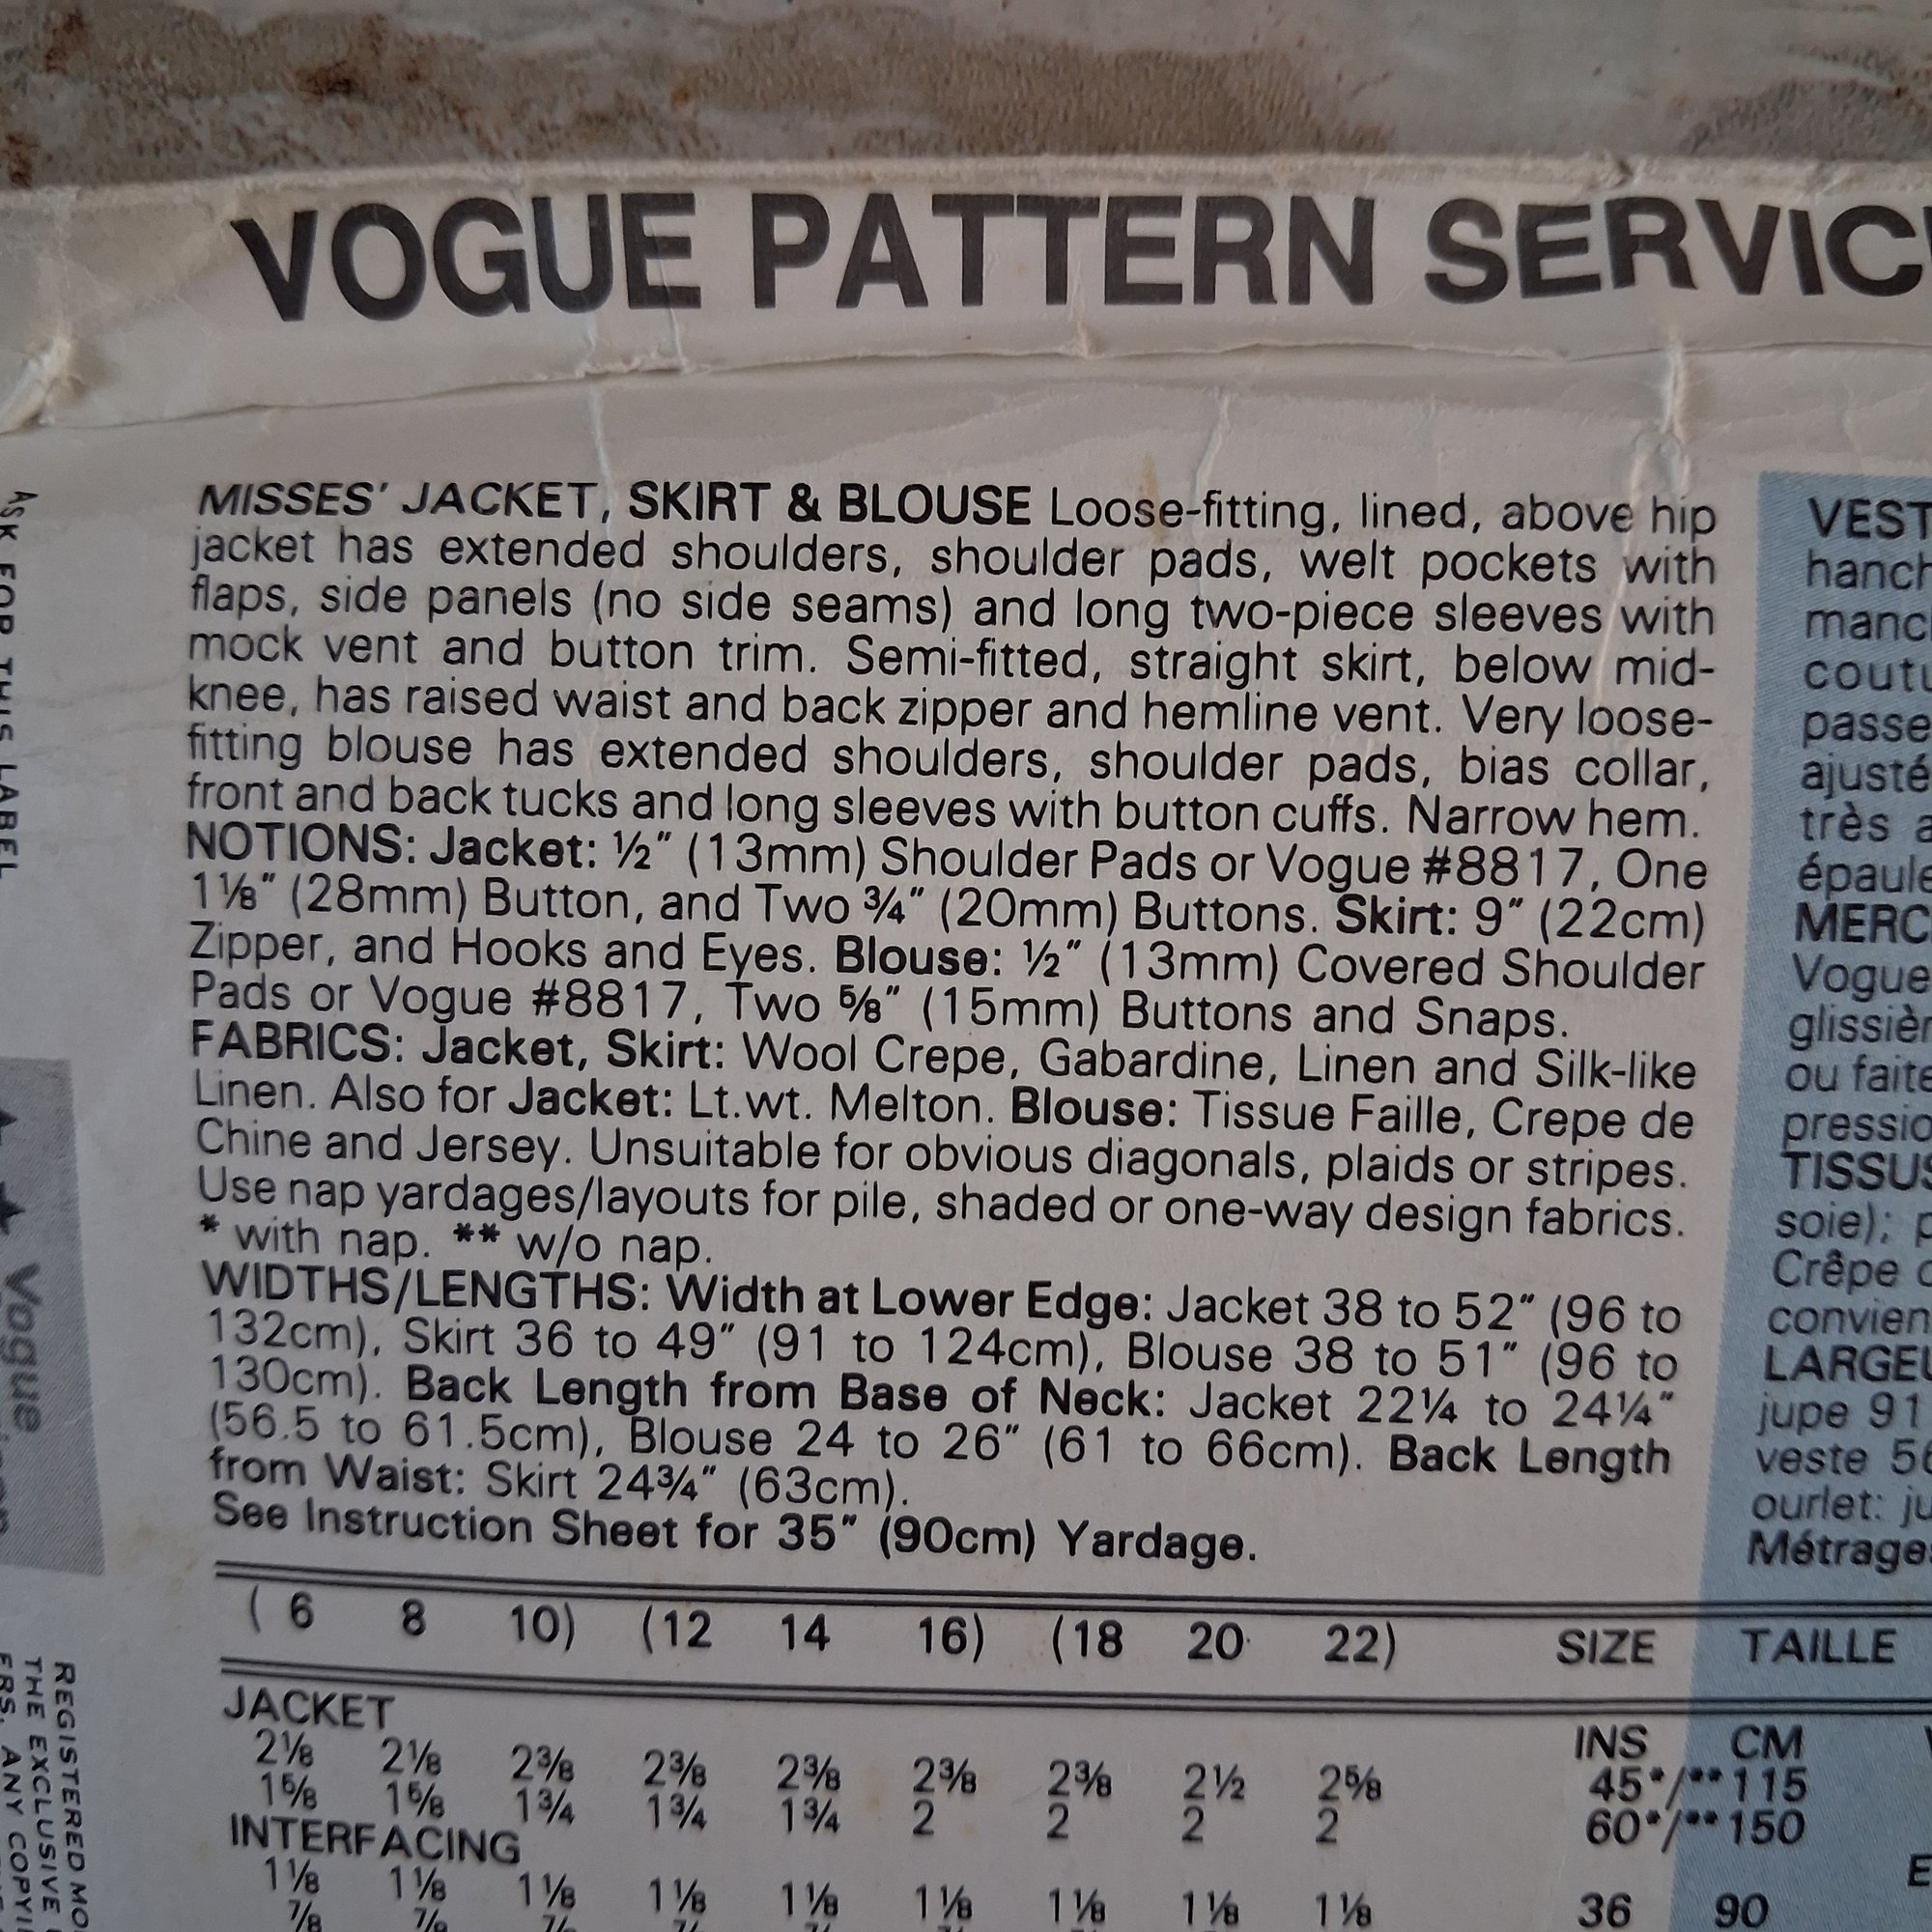 VOGUE PATTERN SERVIC
MISSES' JACKET, SKIRT & BLOUSE Loose-fitting, lined, above hip
jacket has extended shoulders, shoulder pads, welt pockets with
flaps, side panels (no side seams) and long two-piece sleeves with
mock vent and button trim. Semi-fitted, straight skirt, below mid-
knee, has raised waist and back zipper and hemline vent. Very loose-
fitting blouse has extended shoulders, shoulder pads, bias collar,
front and back tucks and long sleeves with button cuffs. Narrow hem.
NOTIONS: Jacket: ½" (13mm) Shoulder Pads or Vogue #8817, One
1⅛" (28mm) Button, and Two ¾" (20mm) Buttons. Skirt: 9" (22cm)
Zipper, and Hooks and Eyes. Blouse: ½" (13mm) Covered Shoulder
Pads or Vogue #8817, Two ⅝" (15mm) Buttons and Snaps.
FABRICS: Jacket, Skirt: Wool Crepe, Gabardine, Linen and Silk-like
Linen. Also for Jacket: Lt.wt. Melton. Blouse: Tissue Faille, Crepe de
Chine and Jersey. Unsuitable for obvious diagonals, plaids or stripes.
Use nap yardages/layouts for pile, shaded or one-way design fabrics.
* with nap. ** w/o nap.
WIDTHS/LENGTHS: Width at Lower Edge: Jacket 38 to 52" (96 to
132cm), Skirt 36 to 49" (91 to 124cm), Blouse 38 to 51" (96 to
130cm). Back Length from Base of Neck: Jacket 22¼ to 24¼"
(56.5 to 61.5cm), Blouse 24 to 26" (61 to 66cm). Back Length
from Waist: Skirt 24¾" (63cm).
See Instruction Sheet for 35" (90cm) Yardage.
( 6 8 10) (12 14 16) (18 20 22) SIZE TAILLE
JACKET
INS CM
2⅛ 2⅛ 2⅜ 2⅜ 2⅜ 2⅜ 2⅜ 2½ 2⅝ 45*/**115
1⅝ 1⅝ 1¾ 1¾ 1¾ 2 2 2 2 60*/**150
INTERFACING
1⅛ 1⅛ 1⅛ 1⅛ 1⅛ 1⅛ 1⅛ 1⅛ 1⅛ 36 90
⅞ ⅞
VEST
hanch
manc
coutu
passe
ajusté
très a
épaule
MERC
Vogue
glissièr
ou faite
pressio
TISSUS
soie); p
Crêpe d
convien
LARGEU
jupe 91
veste 56
ourlet: ju
Métrage
ASK FOR THIS LABEL
Vogue
REGISTERED MO
THE EXCLUSIVE
ERS. ANY COPYI